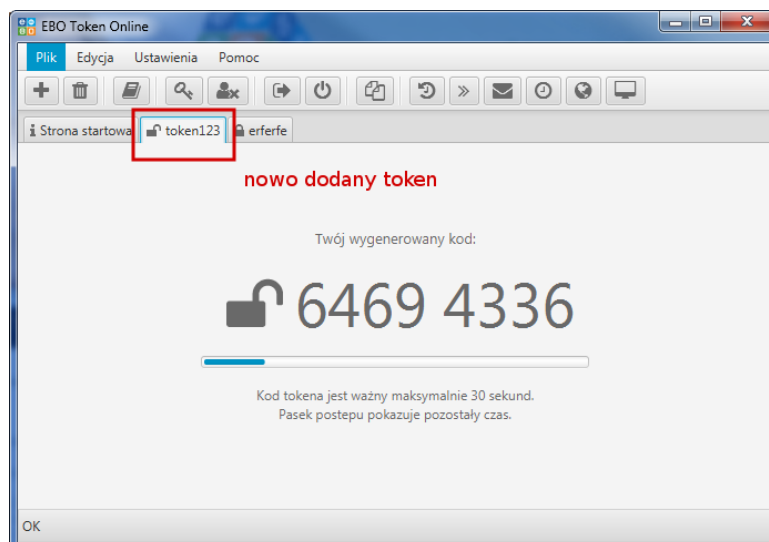 EBO Token Online
Plik Edycja Ustawienia Pomoc
Strona startowa token123 erferfe
nowo dodany token
Twój wygenerowany kod:
6469 4336
Kod tokena jest ważny maksymalnie 30 sekund.
Pasek postepu pokazuje pozostały czas.
OK